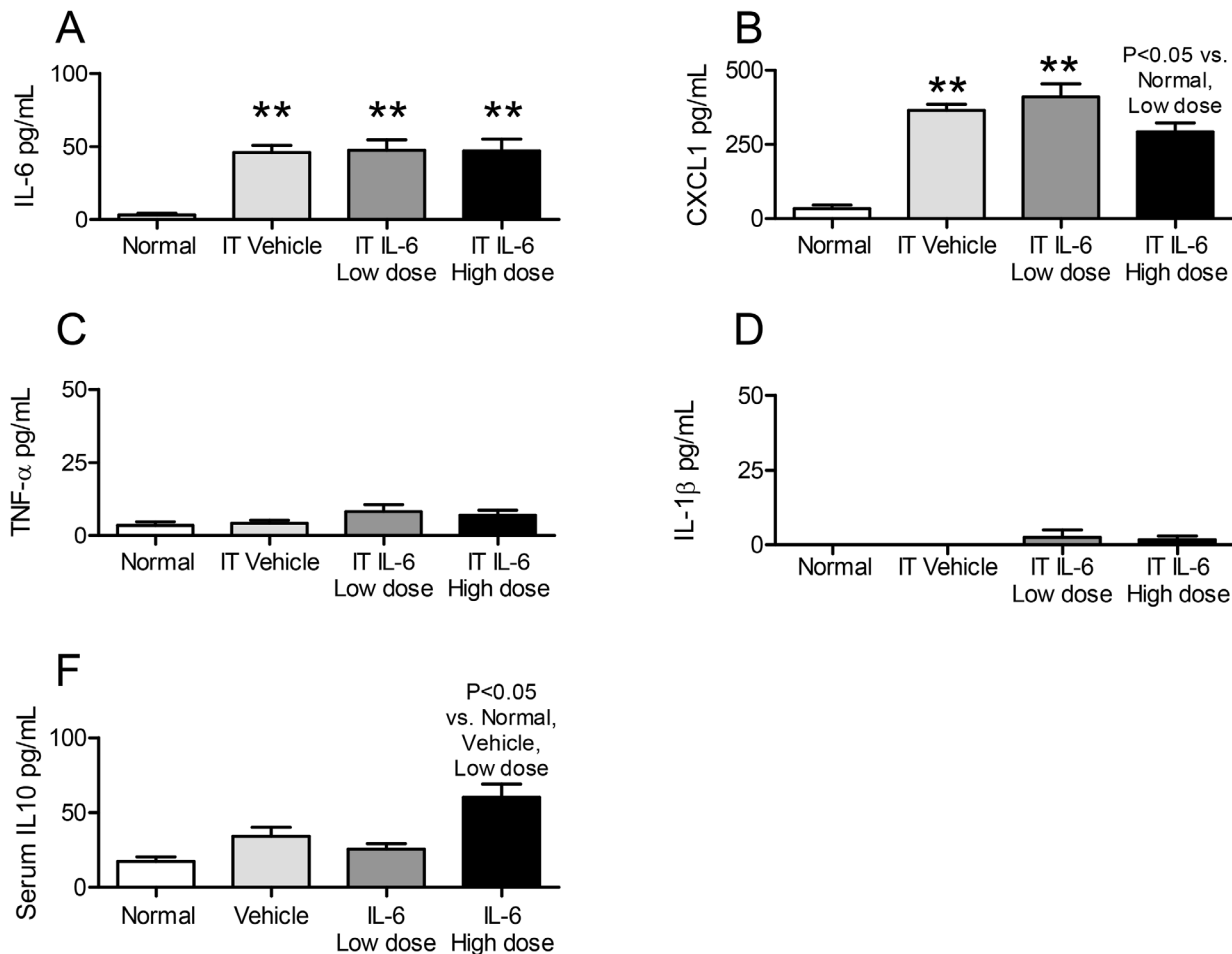 A
IL-6 pg/mL
100
50
0
**
**
**
Normal
IT Vehicle
IT IL-6
Low dose
IT IL-6
High dose
B
CXCL1 pg/mL
500
250
0
**
**
P<0.05 vs.
Normal,
Low dose
Normal
IT Vehicle
IT IL-6
Low dose
IT IL-6
High dose
C
TNF-α pg/mL
50
25
0
Normal
IT Vehicle
IT IL-6
Low dose
IT IL-6
High dose
D
IL-1β pg/mL
50
25
0
Normal
IT Vehicle
IT IL-6
Low dose
IT IL-6
High dose
F
Serum IL10 pg/mL
100
50
0
P<0.05
vs. Normal,
Vehicle,
Low dose
Normal
Vehicle
IL-6
Low dose
IL-6
High dose